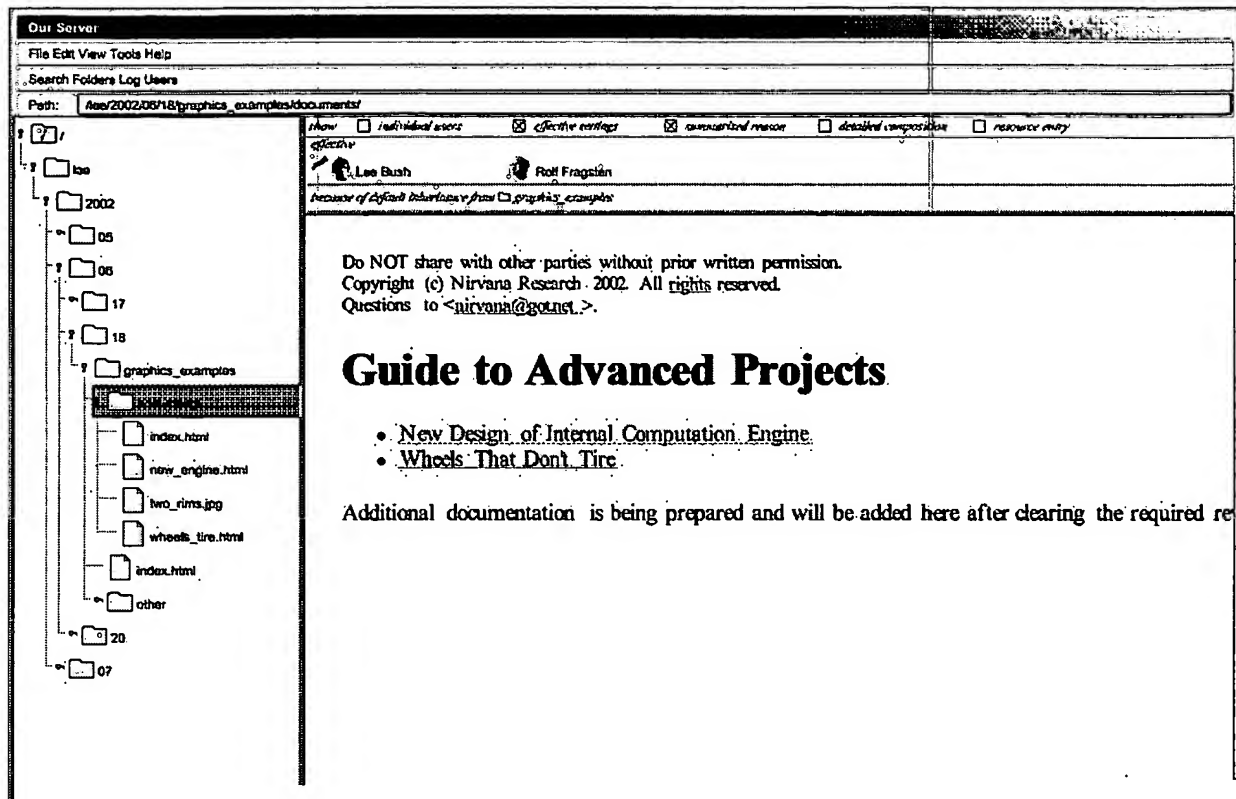 Our Server
File Edit View Tools Help
Search Folders Log Users
Path: /lee/2002/06/18/graphics_examples/documents/
show individual users effective settings summarized reason detailed composition resource entry
effective
Lee Bush Rolf Fragsten
because of default inheritance from graphics_examples
/
lee
2002
05
06
17
18
graphics_examples
index.html
new_engine.html
two_rims.jpg
wheels_tire.html
index.html
other
20
07
Do NOT share with other parties without prior written permission.
Copyright (c) Nirvana Research 2002. All rights reserved.
Questions to <nirvana@got.net >.
Guide to Advanced Projects
• New Design of Internal Computation Engine
• Wheels That Don't Tire
Additional documentation is being prepared and will be added here after clearing the required re